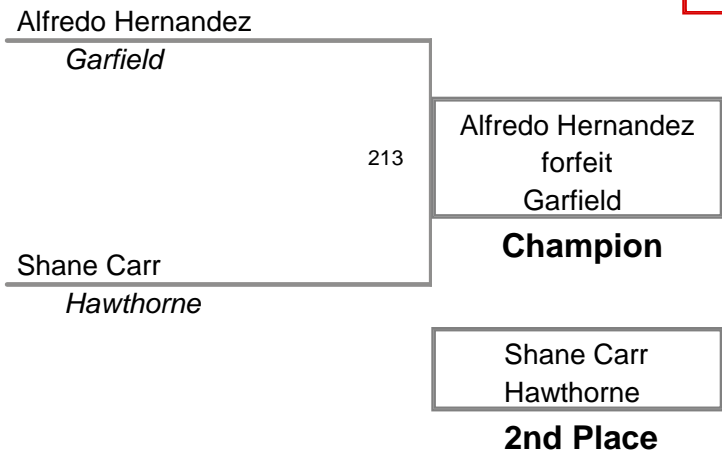 Alfredo Hernandez
Garfield
213
Alfredo Hernandez
forfeit
Garfield
Champion
Shane Carr
Hawthorne
Shane Carr
Hawthorne
2nd Place